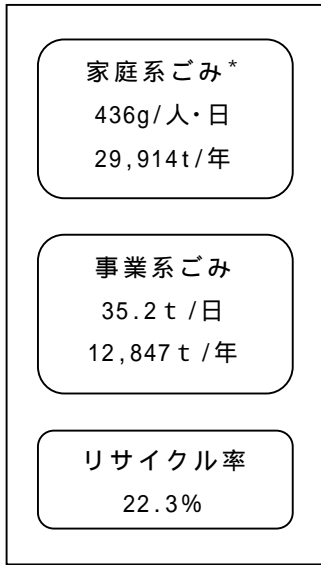 家庭系ごみ*
436g/人・日
29,914t/年
事業系ごみ
35.2ｔ/日
12,847ｔ/年
リサイクル率
22.3%